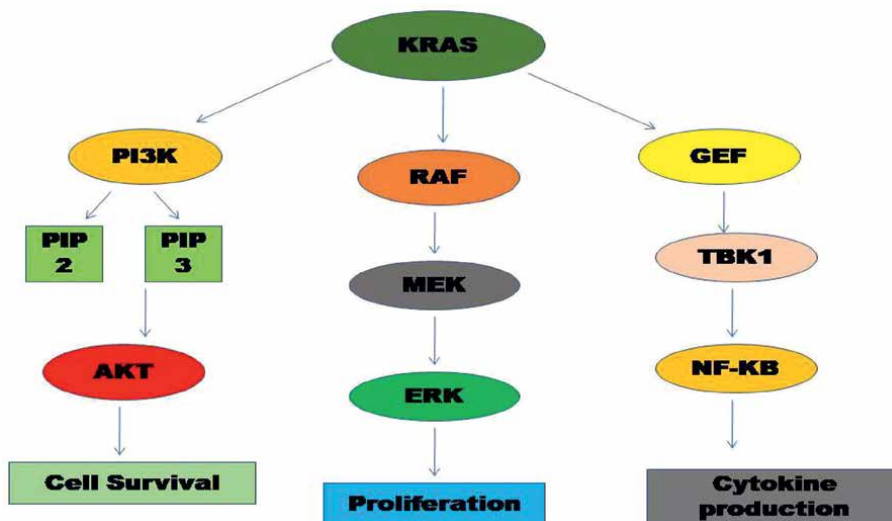 KRAS
PI3K
RAF
GEF
PIP
2
PIP
3
MEK
TBK1
AKT
ERK
NF-KB
Cell Survival
Proliferation
Cytokine
production